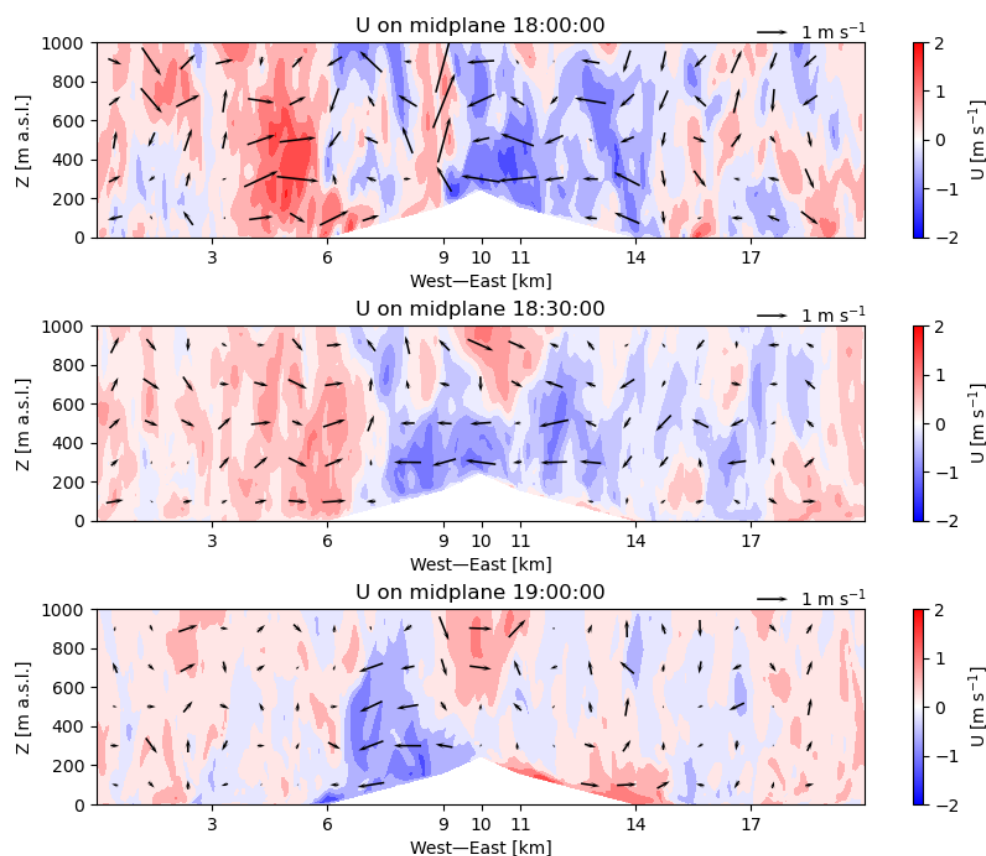 U on midplane 18:00:00
1 m s⁻¹
1000
800
600
400
200
0
Z [m a.s.l.]
3 6 9 10 11 14 17
West—East [km]
2
1
0
−1
−2
U [m s⁻¹]
U on midplane 18:30:00
1 m s⁻¹
1000
800
600
400
200
0
Z [m a.s.l.]
3 6 9 10 11 14 17
West—East [km]
2
1
0
−1
−2
U [m s⁻¹]
U on midplane 19:00:00
1 m s⁻¹
1000
800
600
400
200
0
Z [m a.s.l.]
3 6 9 10 11 14 17
West—East [km]
2
1
0
−1
−2
U [m s⁻¹]